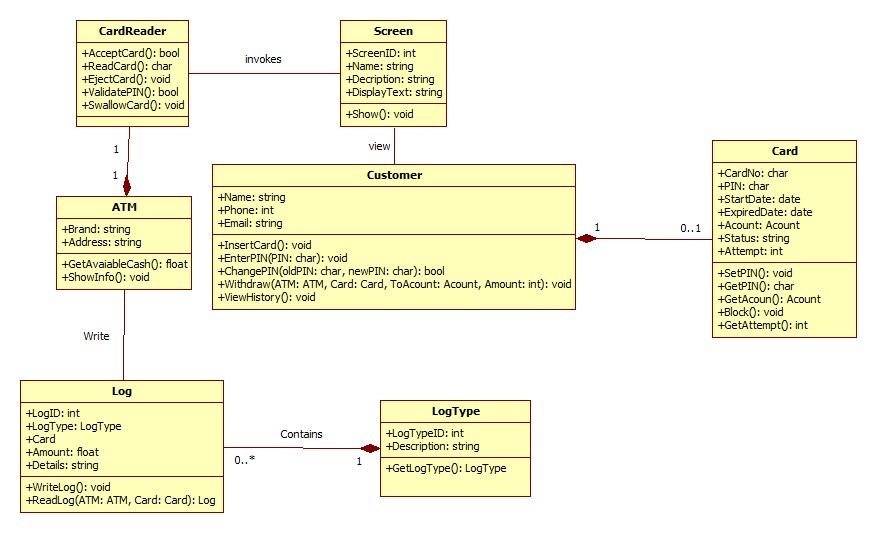 CardReader
+AcceptCard(): bool
+ReadCard(): char
+EjectCard(): void
+ValidatePIN(): bool
+SwallowCard(): void
invokes
Screen
+ScreenID: int
+Name: string
+Decription: string
+DisplayText: string
+Show(): void
1
1
view
ATM
+Brand: string
+Address: string
+GetAvaiableCash(): float
+ShowInfo(): void
Customer
+Name: string
+Phone: int
+Email: string
+InsertCard(): void
+EnterPIN(PIN: char): void
+ChangePIN(oldPIN: char, newPIN: char): bool
+Withdraw(ATM: ATM, Card: Card, ToAcount: Acount, Amount: int): void
+ViewHistory(): void
1
0..1
Card
+CardNo: char
+PIN: char
+StartDate: date
+ExpiredDate: date
+Acount: Acount
+Status: string
+Attempt: int
+SetPIN(): void
+GetPIN(): char
+GetAcoun(): Acount
+Block(): void
+GetAttempt(): int
Write
Log
+LogID: int
+LogType: LogType
+Card
+Amount: float
+Details: string
+WriteLog(): void
+ReadLog(ATM: ATM, Card: Card): Log
Contains
0..*
1
LogType
+LogTypeID: int
+Description: string
+GetLogType(): LogType